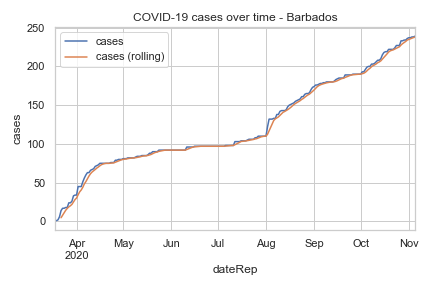 COVID-19 cases over time - Barbados
250
200
150
100
50
0
cases
cases
cases (rolling)
Apr
2020
May
Jun
Jul
Aug
Sep
Oct
Nov
dateRep